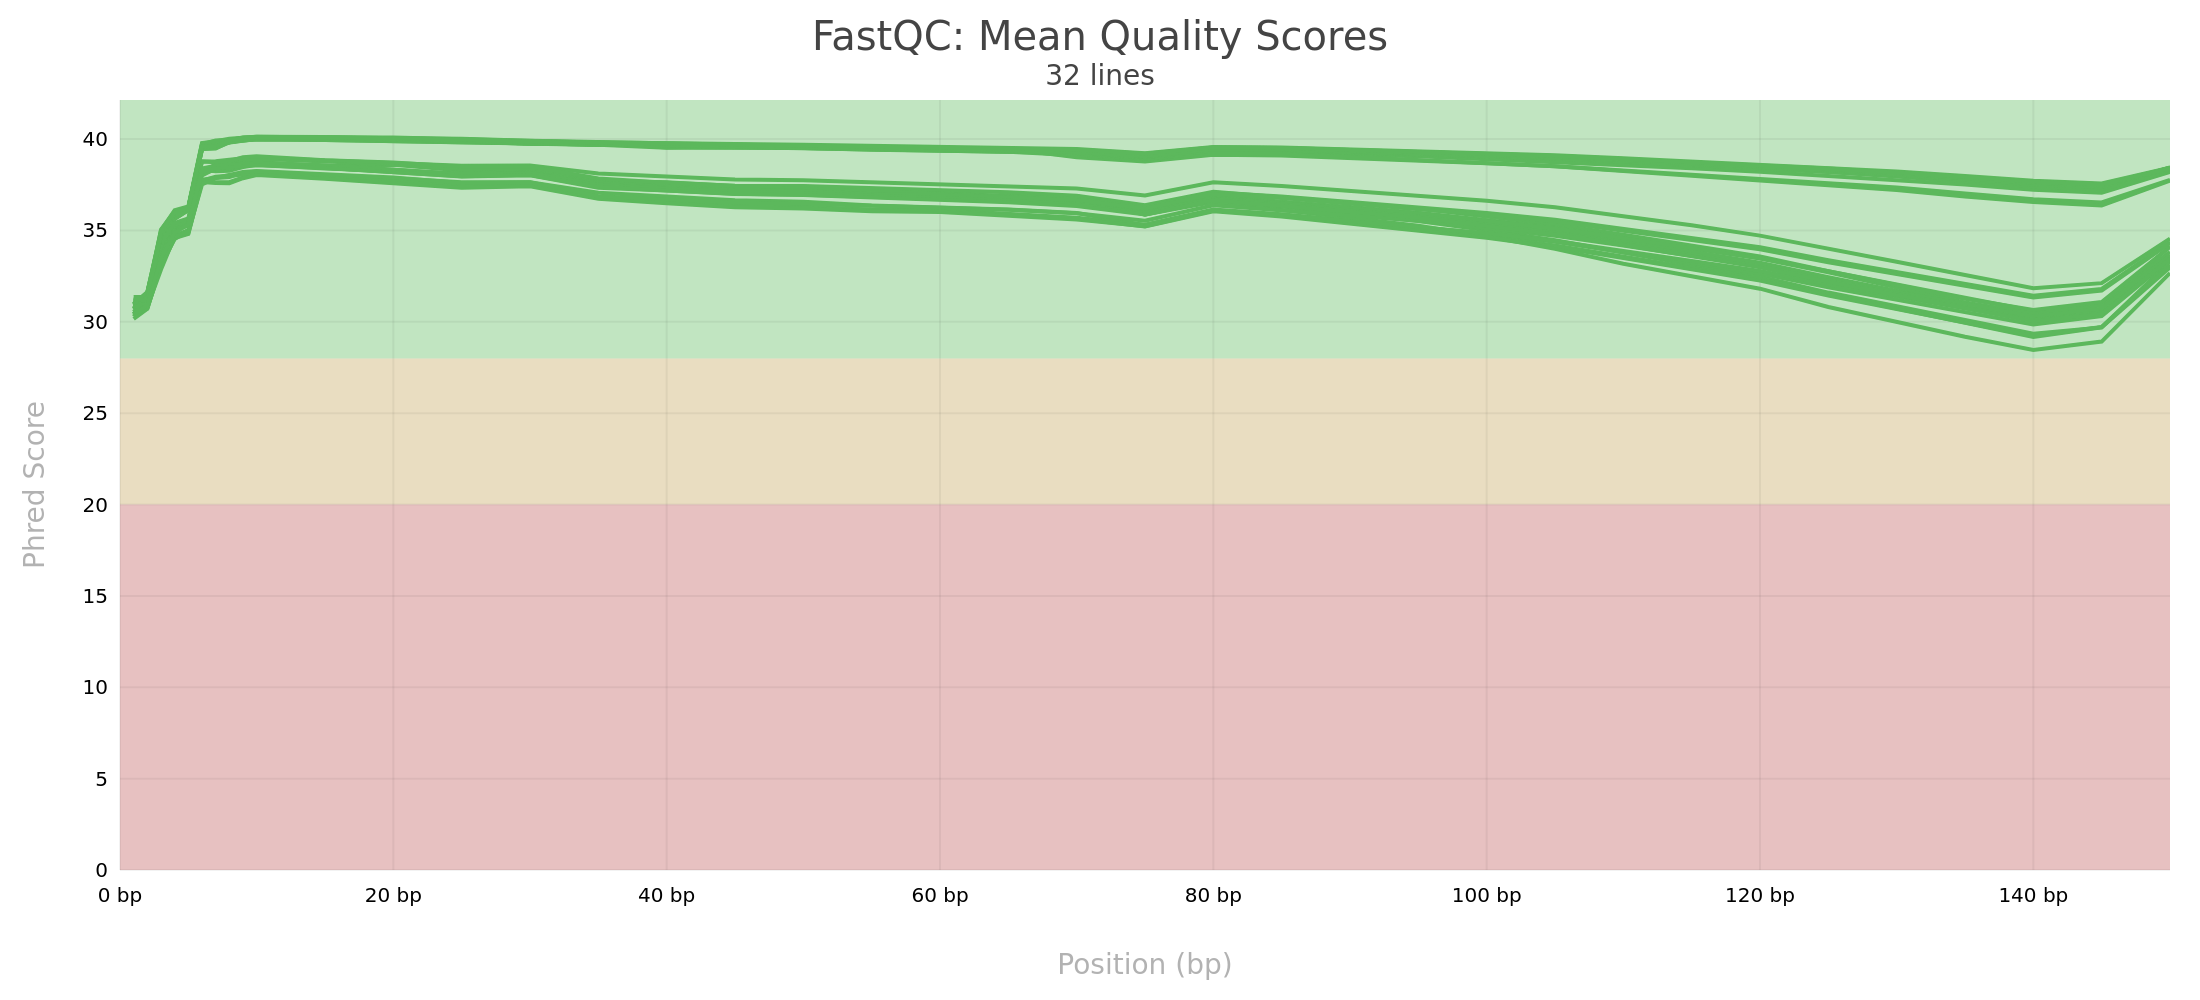 FastQC: Mean Quality Scores
32 lines
Phred Score
40
35
30
25
20
15
10
5
0
0 bp
20 bp
40 bp
60 bp
80 bp
100 bp
120 bp
140 bp
Position (bp)